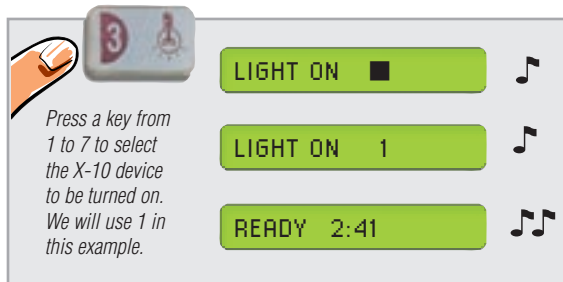 3
LIGHT ON ■
Press a key from
1 to 7 to select
the X-10 device
to be turned on.
We will use 1 in
this example.
LIGHT ON 1
READY 2:41